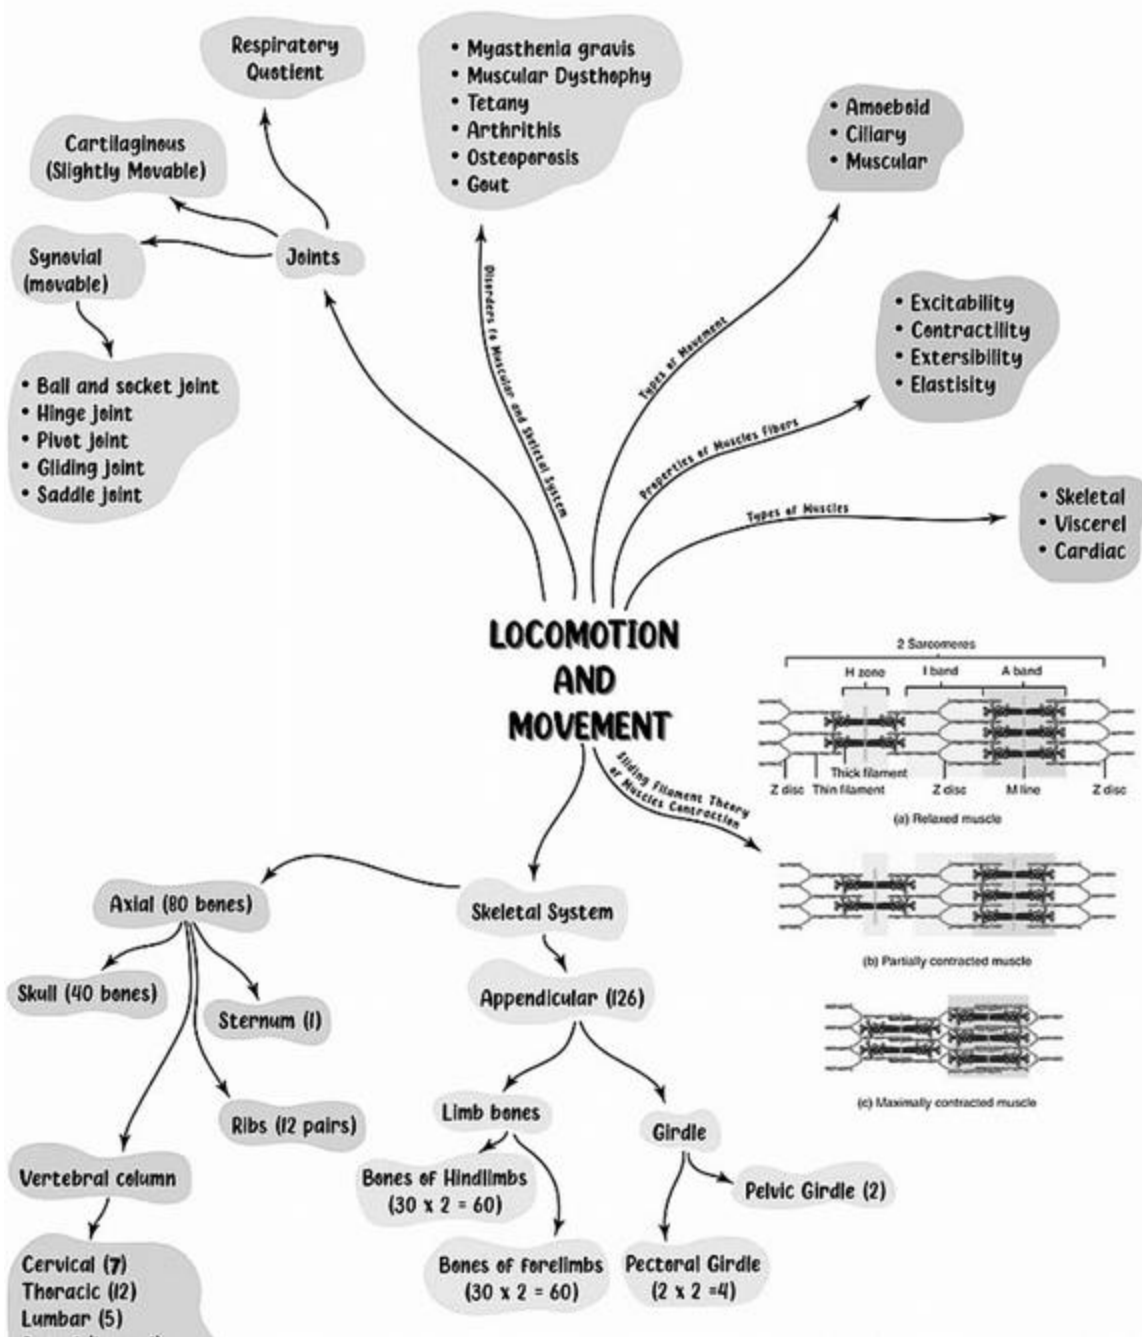 Respiratory
Quotient
Cartilaginous
(Slightly Movable)
Synovial
(movable)
Joints
• Ball and socket joint
• Hinge joint
• Pivot joint
• Gliding joint
• Saddle joint
• Myasthenia gravis
• Muscular Dysthophy
• Tetany
• Arthrithis
• Osteoporosis
• Gout
Disorders fo Muscular and Skeletal System
• Amoeboid
• Ciliary
• Muscular
Types of Movement
• Excitability
• Contractility
• Extersibility
• Elastisity
Properties of Muscles Fibers
• Skeletal
• Viscerel
• Cardiac
Types of Muscles
LOCOMOTION
AND
MOVEMENT
Sliding Filament Theory
of Muscles Contraction
2 Sarcomeres
H zone I band A band
Thick filament
Z disc Thin filament Z disc M line Z disc
(a) Relaxed muscle
(b) Partially contracted muscle
(c) Maximally contracted muscle
Skeletal System
Axial (80 bones)
Skull (40 bones)
Sternum (1)
Ribs (12 pairs)
Vertebral column
Cervical (7)
Thoracic (12)
Lumbar (5)
Appendicular (126)
Limb bones
Girdle
Bones of Hindlimbs
(30 x 2 = 60)
Bones of Forelimbs
(30 x 2 = 60)
Pelvic Girdle (2)
Pectoral Girdle
(2 x 2 =4)